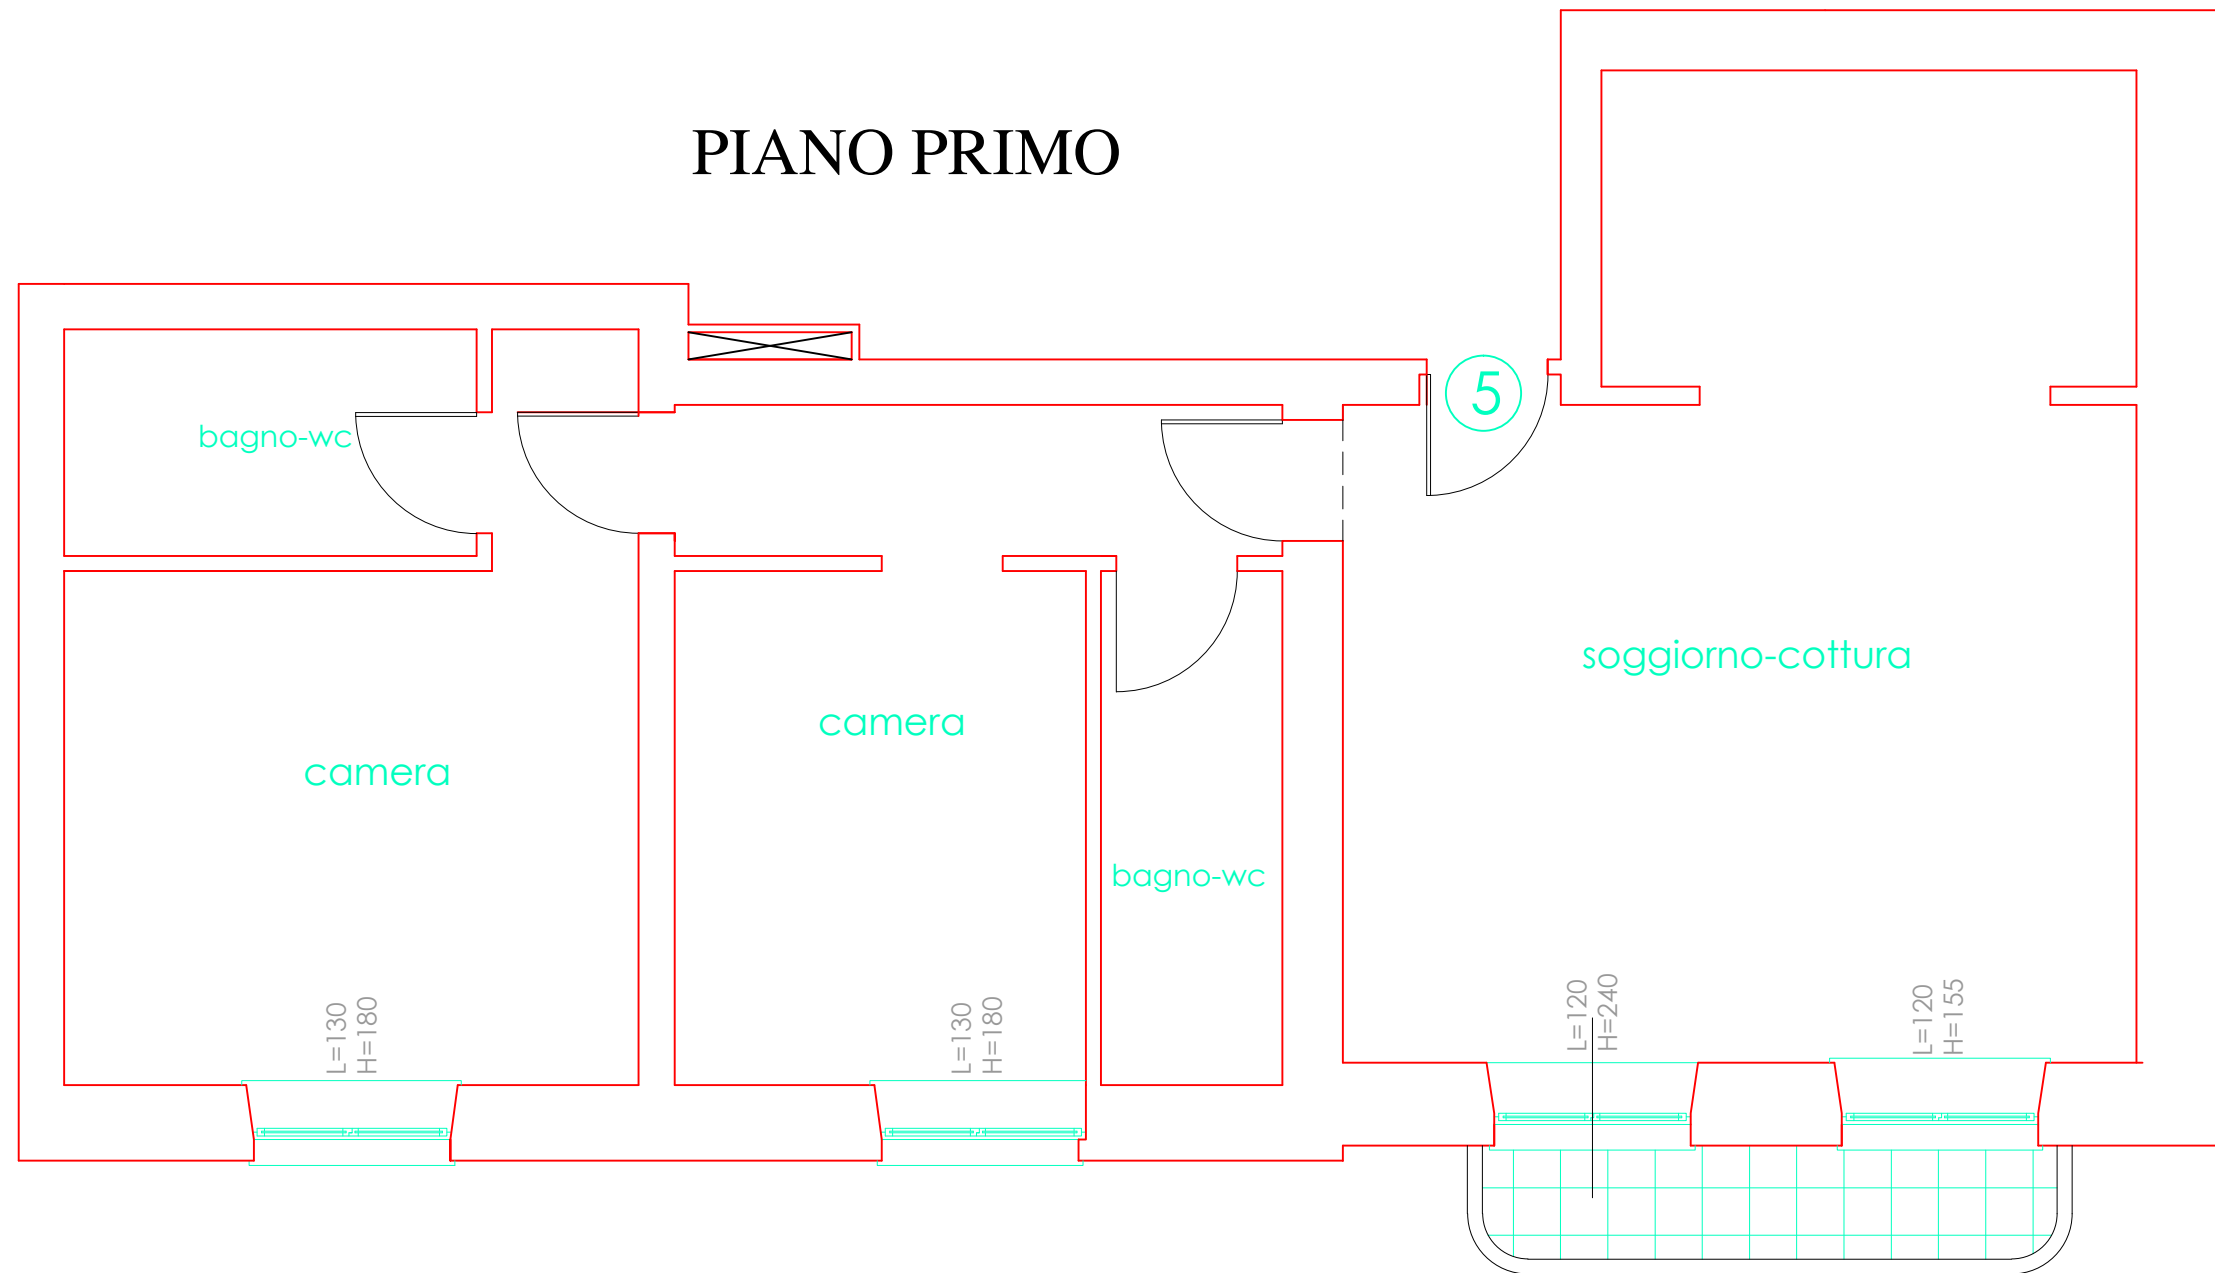 PIANO PRIMO
5
bagno-wc
soggiorno-cottura
camera
camera
bagno-wc
L=130
H=180
L=130
H=180
L=120
H=240
L=120
H=155